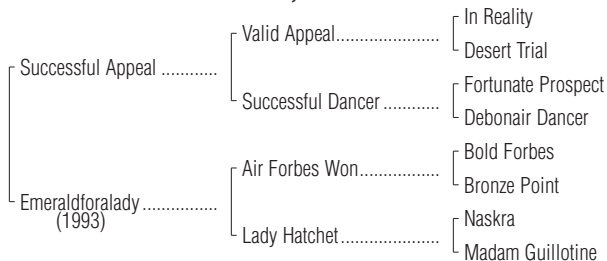 In Reality
Valid Appeal....................
Desert Trial
Successful Appeal ............
Fortunate Prospect
Successful Dancer ............
Debonair Dancer
Bold Forbes
Air Forbes Won.................
Bronze Point
Emeraldforalady ................
(1993)
Naskra
Lady Hatchet....................
Madam Guillotine